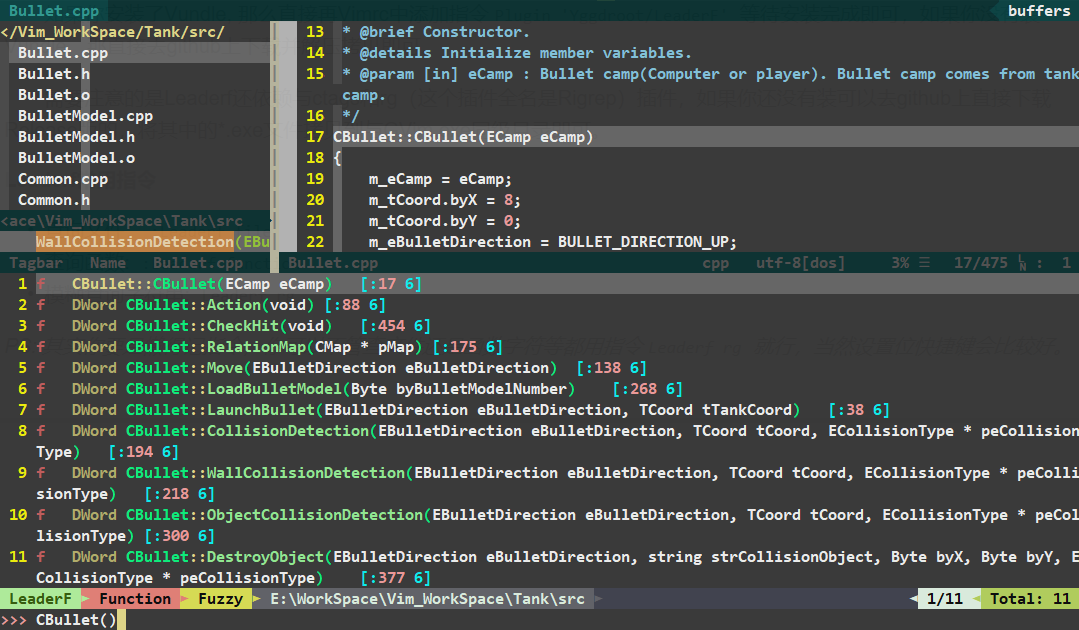 Bullet.cpp
buffers
</Vim_WorkSpace/Tank/src/
Bullet.cpp
Bullet.h
Bullet.o
BulletModel.cpp
BulletModel.h
BulletModel.o
Common.cpp
Common.h
<ace\Vim_WorkSpace\Tank\src
WallCollisionDetection(EBu
Tagbar Name Bullet.cpp
13 * @brief Constructor.
14 * @details Initialize member variables.
15 * @param [in] eCamp : Bullet camp(Computer or player). Bullet camp comes from tank
camp.
16 */
17 CBullet::CBullet(ECamp eCamp)
18 {
19 m_eCamp = eCamp;
20 m_tCoord.byX = 8;
21 m_tCoord.byY = 0;
22 m_eBulletDirection = BULLET_DIRECTION_UP;
Bullet.cpp cpp utf-8[dos] 3% ☰ 17/475 ㏑ : 1
1 f CBullet::CBullet(ECamp eCamp) [:17 6]
2 f DWord CBullet::Action(void) [:88 6]
3 f DWord CBullet::CheckHit(void) [:454 6]
4 f DWord CBullet::RelationMap(CMap * pMap) [:175 6]
5 f DWord CBullet::Move(EBulletDirection eBulletDirection) [:138 6]
6 f DWord CBullet::LoadBulletModel(Byte byBulletModelNumber) [:268 6]
7 f DWord CBullet::LaunchBullet(EBulletDirection eBulletDirection, TCoord tTankCoord) [:38 6]
8 f DWord CBullet::CollisionDetection(EBulletDirection eBulletDirection, TCoord tCoord, ECollisionType * peCollision
Type) [:194 6]
9 f DWord CBullet::WallCollisionDetection(EBulletDirection eBulletDirection, TCoord tCoord, ECollisionType * peColli
sionType) [:218 6]
10 f DWord CBullet::ObjectCollisionDetection(EBulletDirection eBulletDirection, TCoord tCoord, ECollisionType * peCol
lisionType) [:300 6]
11 f DWord CBullet::DestroyObject(EBulletDirection eBulletDirection, string strCollisionObject, Byte byX, Byte byY, E
CollisionType * peCollisionType) [:377 6]
LeaderF Function Fuzzy E:\WorkSpace\Vim_WorkSpace\Tank\src 1/11 Total: 11
>>> CBullet()